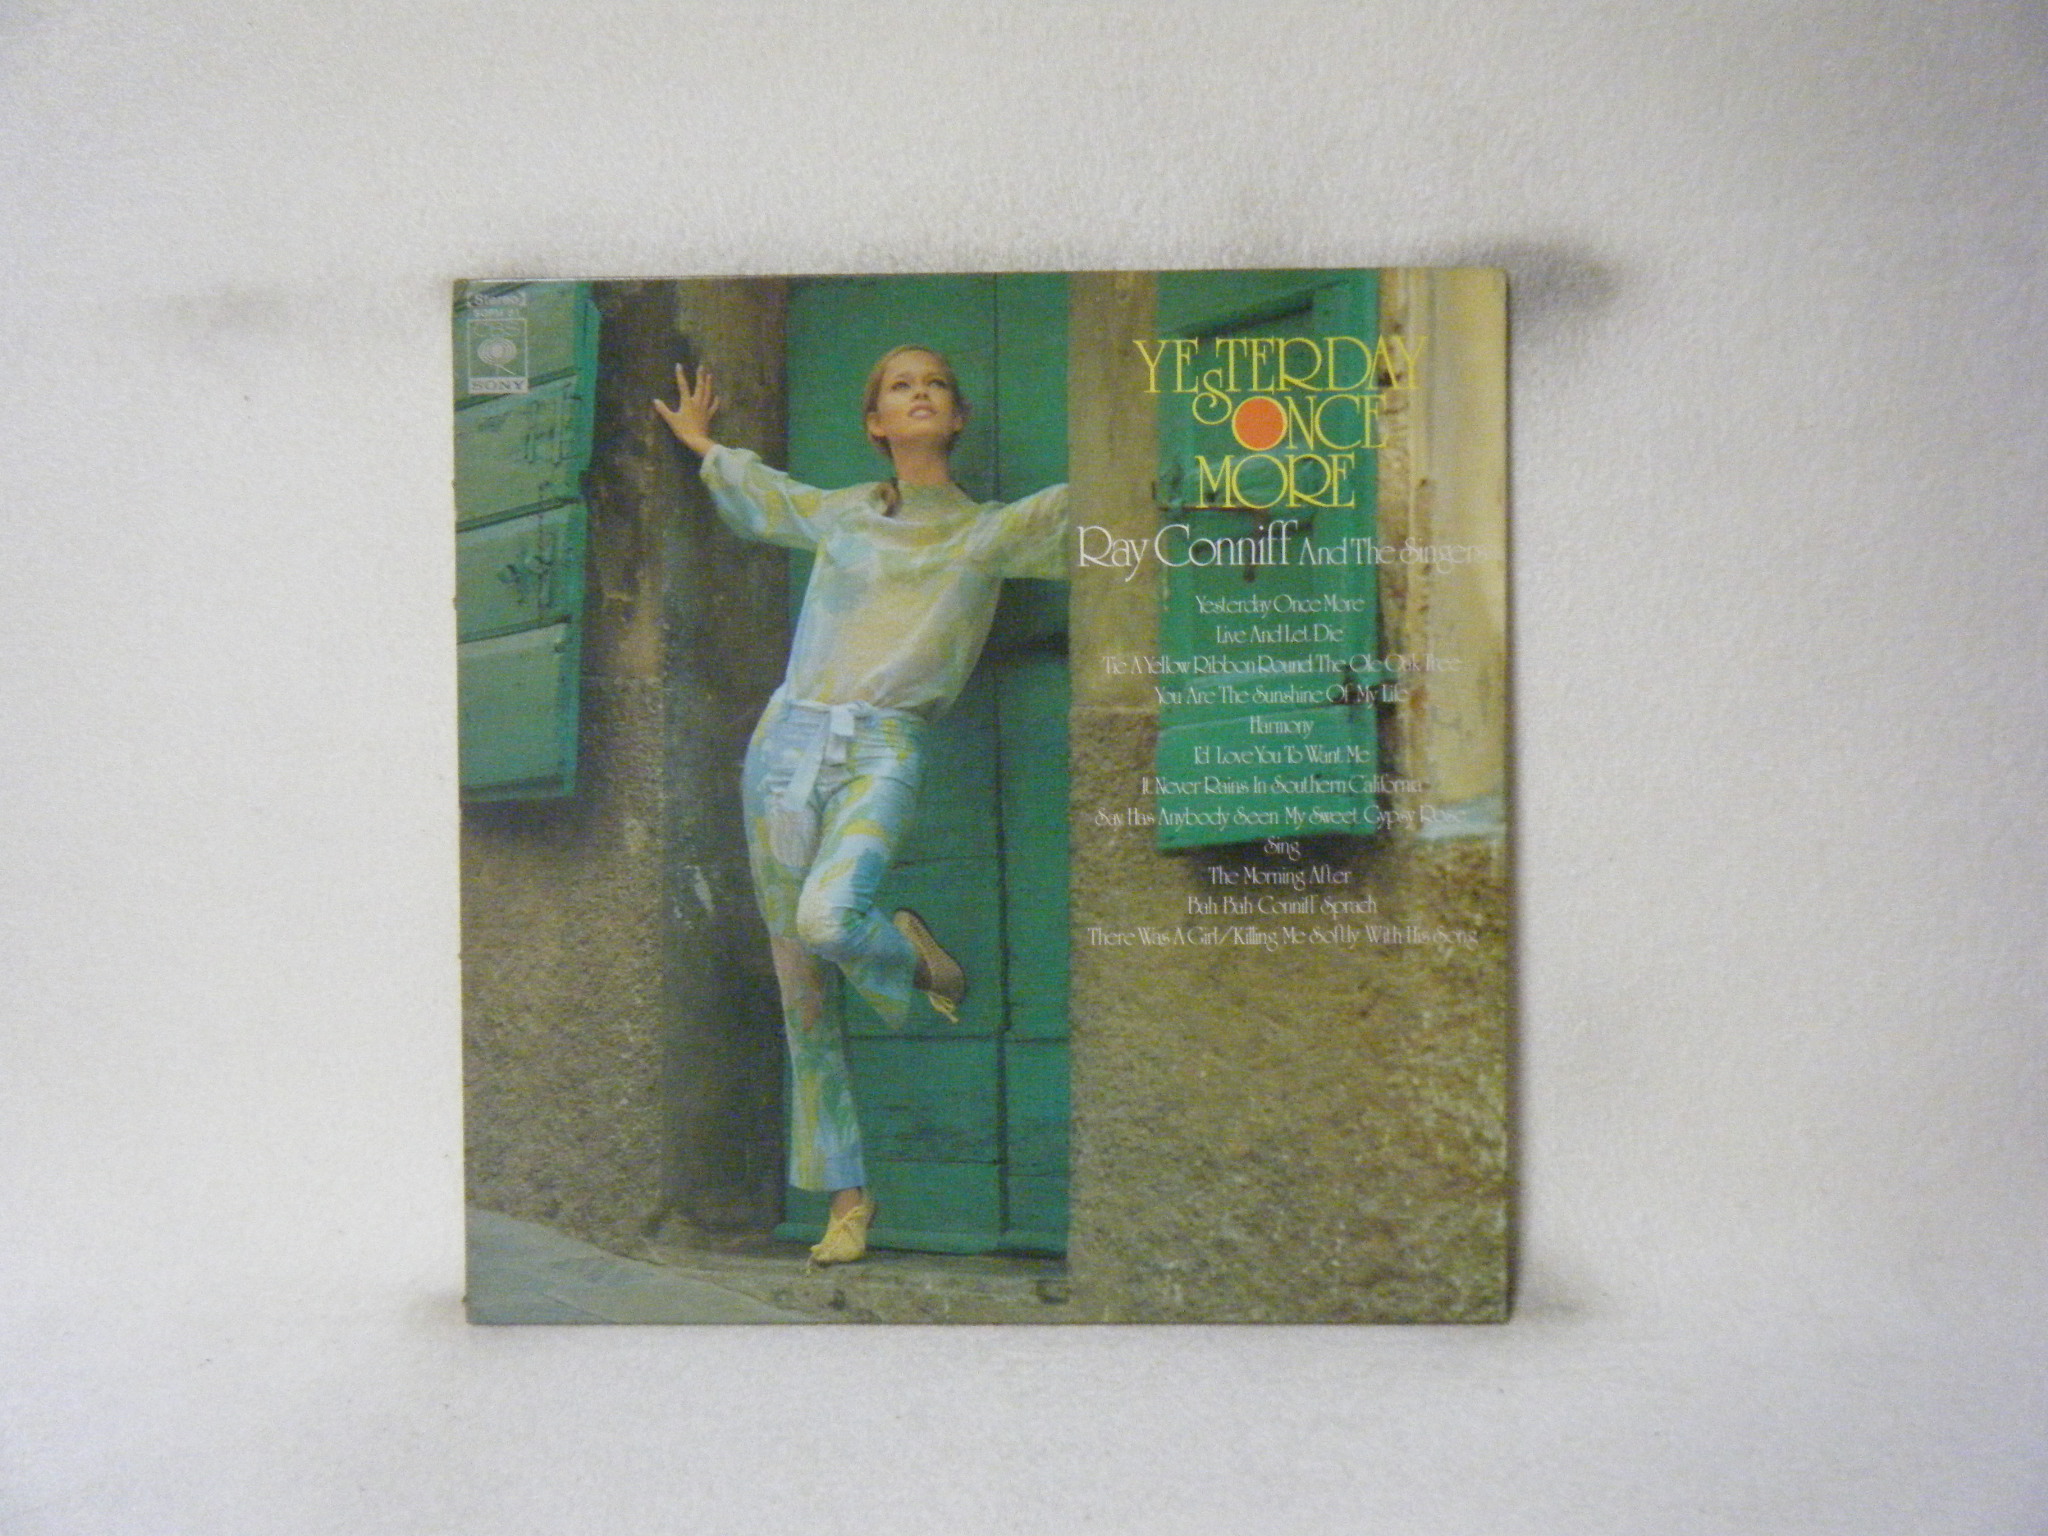 Stereo
CBS
SONY
YESTERDAY
ONCE
MORE
Ray Conniff And The Singers
Yesterday Once More
Live And Let Die
Tie A Yellow Ribbon Round The Ole Oak Tree
You Are The Sunshine Of My Life
Harmony
I'd Love You To Want Me
It Never Rains In Southern California
Say Has Anybody Seen My Sweet Gypsy Rose
Sing
The Morning After
Bah Bah Conniff Sprach
There Was A Girl/Killing Me Softly With His Song